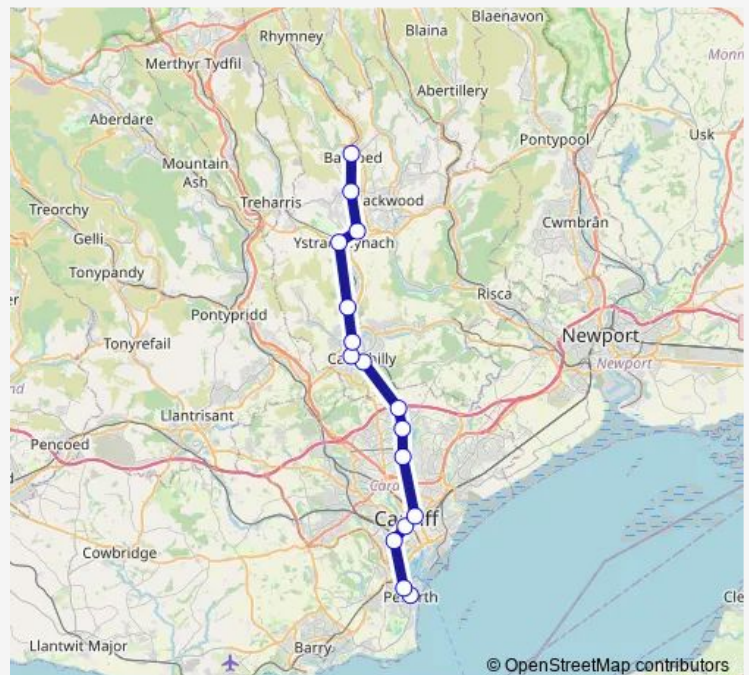 Blaenavon
Rhymney
Blaina
Merthyr Tydfil
Abertillery
Aberdare
Usk
Pontypool
Mountain
Ash
Treorchy
Treharris
Cwmbrân
Gelli
Tonypandy
Risca
Pontypridd
Newport
Tonyrefail
Newport
Llantrisant
Pencoed
Cowbridge
Llantwit Major
Barry
© OpenStreetMap contributors